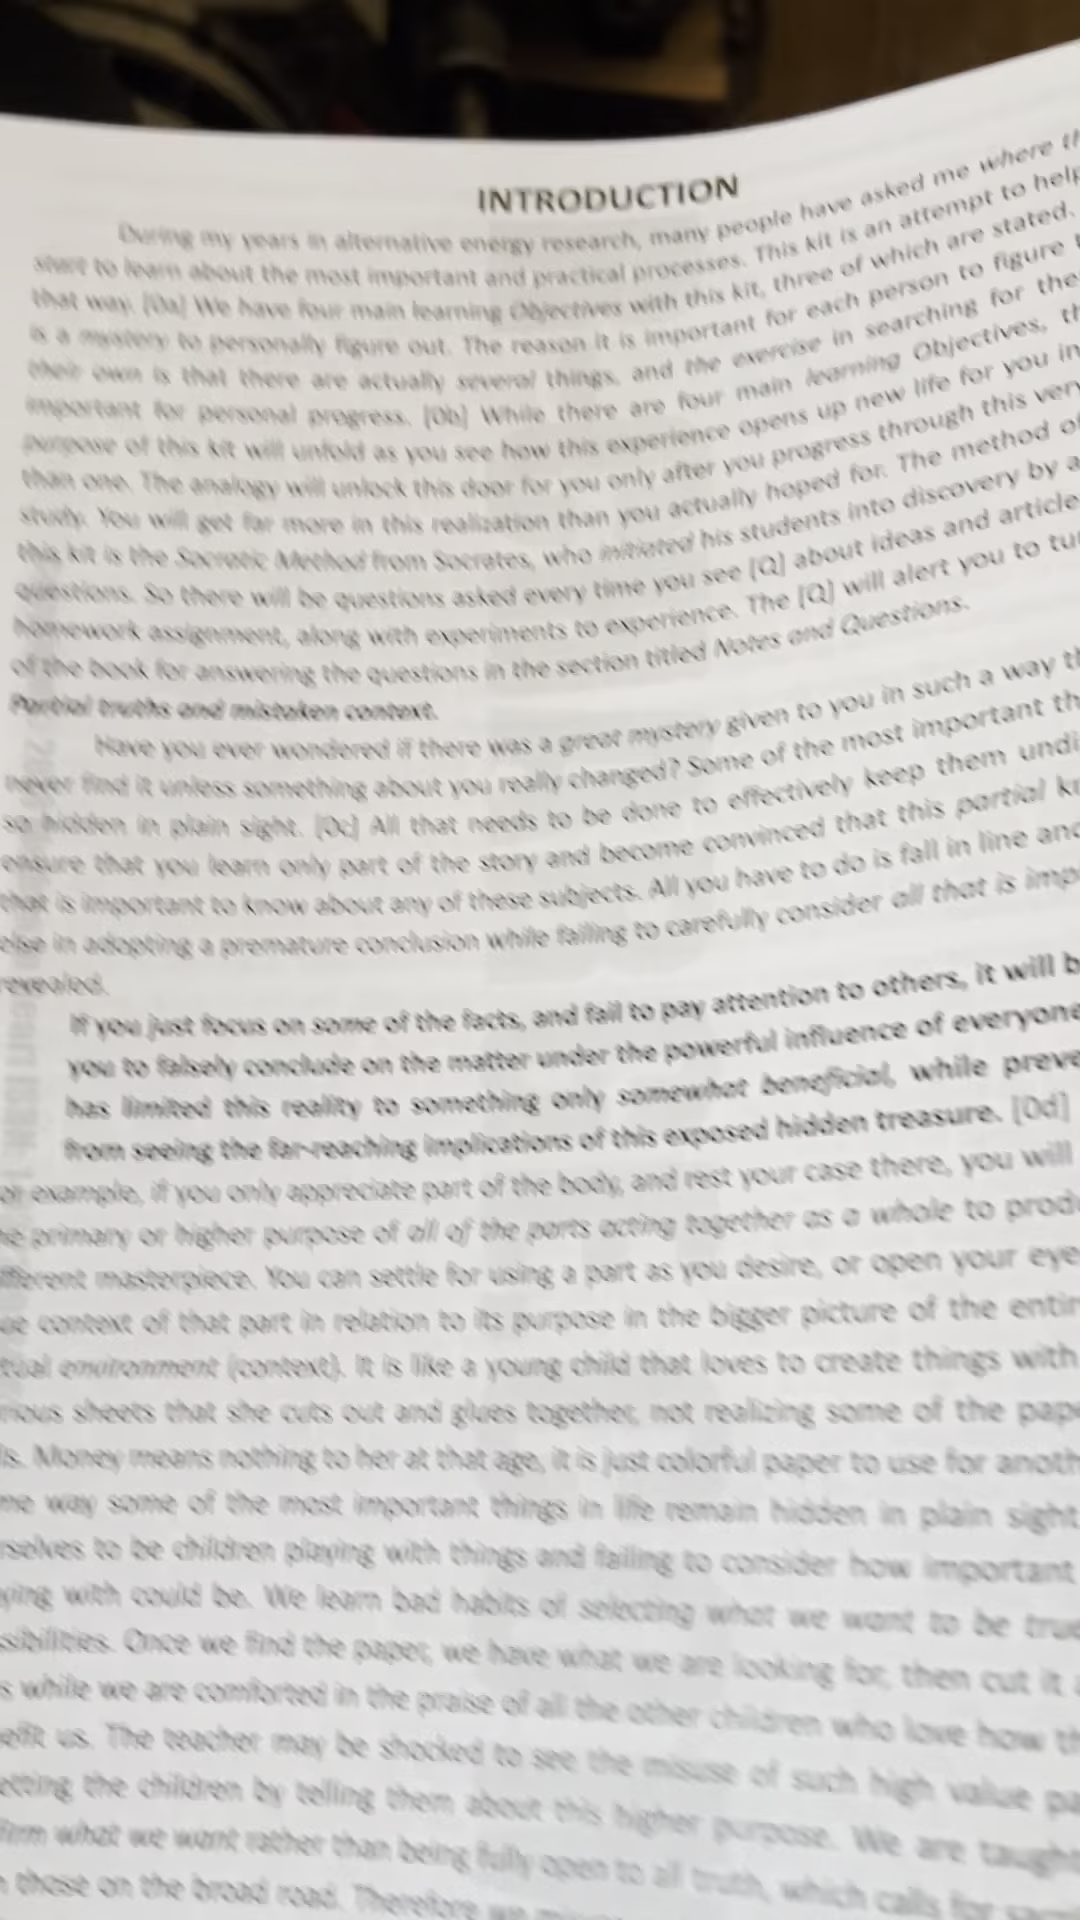 INTRODUCTION
During my years in alternative energy research, many people have asked me where
start to learn about the most important and practical processes. This kit is an attempt to help
that way. [0a] We have four main learning Objectives with this kit, three of which are stated.
is a mystery to personally figure out. The reason it is important for each person to figure
their own is that there are actually several things, and the exercise in searching for
important for personal progress. [0b] While there are four main learning Objectives,
purpose of this kit will unfold as you see how this experience opens up new life for you in
than one. The analogy will unlock this door for you only after you progress through this very
study. You will get far more in this realization than you actually hoped for. The method of
this kit is the Socratic Method from Socrates, who initiated his students into discovery by a
questions. So there will be questions asked every time you see [Q] about ideas and article
homework assignment, along with experiments to experience. The [Q] will alert you to
of the book for answering the questions in the section titled Notes and Questions.
Partial truths and mistaken context.
Have you ever wondered if there was a great mystery given to you in such a way
never find it unless something about you really changed? Some of the most important
so hidden in plain sight. [0c] All that needs to be done to effectively keep them
ensure that you learn only part of the story and become convinced that this partial
that is important to know about any of these subjects. All you have to do is fall in line
else in adopting a premature conclusion while failing to carefully consider all that is
revealed.
If you just focus on some of the facts, and fail to pay attention to others, it will
you to falsely conclude on the matter under the powerful influence of everyone
has limited this reality to something only somewhat beneficial, while
from seeing the far-reaching implications of this exposed hidden treasure. [0d]
example, if you only appreciate part of the body, and rest your case there, you will
primary or higher purpose of all of the parts acting together as a whole to
masterpiece. You can settle for using a part as you desire, or open your
context of that part in relation to its purpose in the bigger picture of the
environment (context). It is like a young child that loves to create things with
sheets that she cuts out and glues together, not realizing some of the
Money means nothing to her at that age, it is just colorful paper to use for
way some of the most important things in life remain hidden in plain sight
to be children playing with things and failing to consider how important
with could be. We learn bad habits of selecting what we want to be true
Once we find the paper, we have what we are looking for, then cut it
while we are comforted in the praise of all the other children who love how
us. The teacher may be shocked to see the misuse of such high value
the children by telling them about this higher purpose. We are
what we want rather than being fully open to all truth, which calls for
those on the broad road. Therefore we